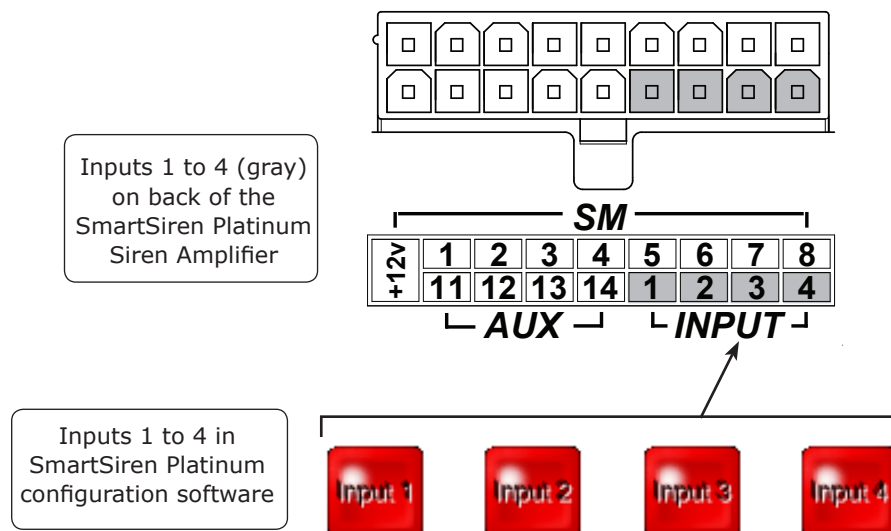 Inputs 1 to 4 (gray)
on back of the
SmartSiren Platinum
Siren Amplifier
SM
+12v 1 2 3 4 5 6 7 8
11 12 13 14 1 2 3 4
AUX INPUT
Inputs 1 to 4 in
SmartSiren Platinum
configuration software
Input 1 Input 2 Input 3 Input 4